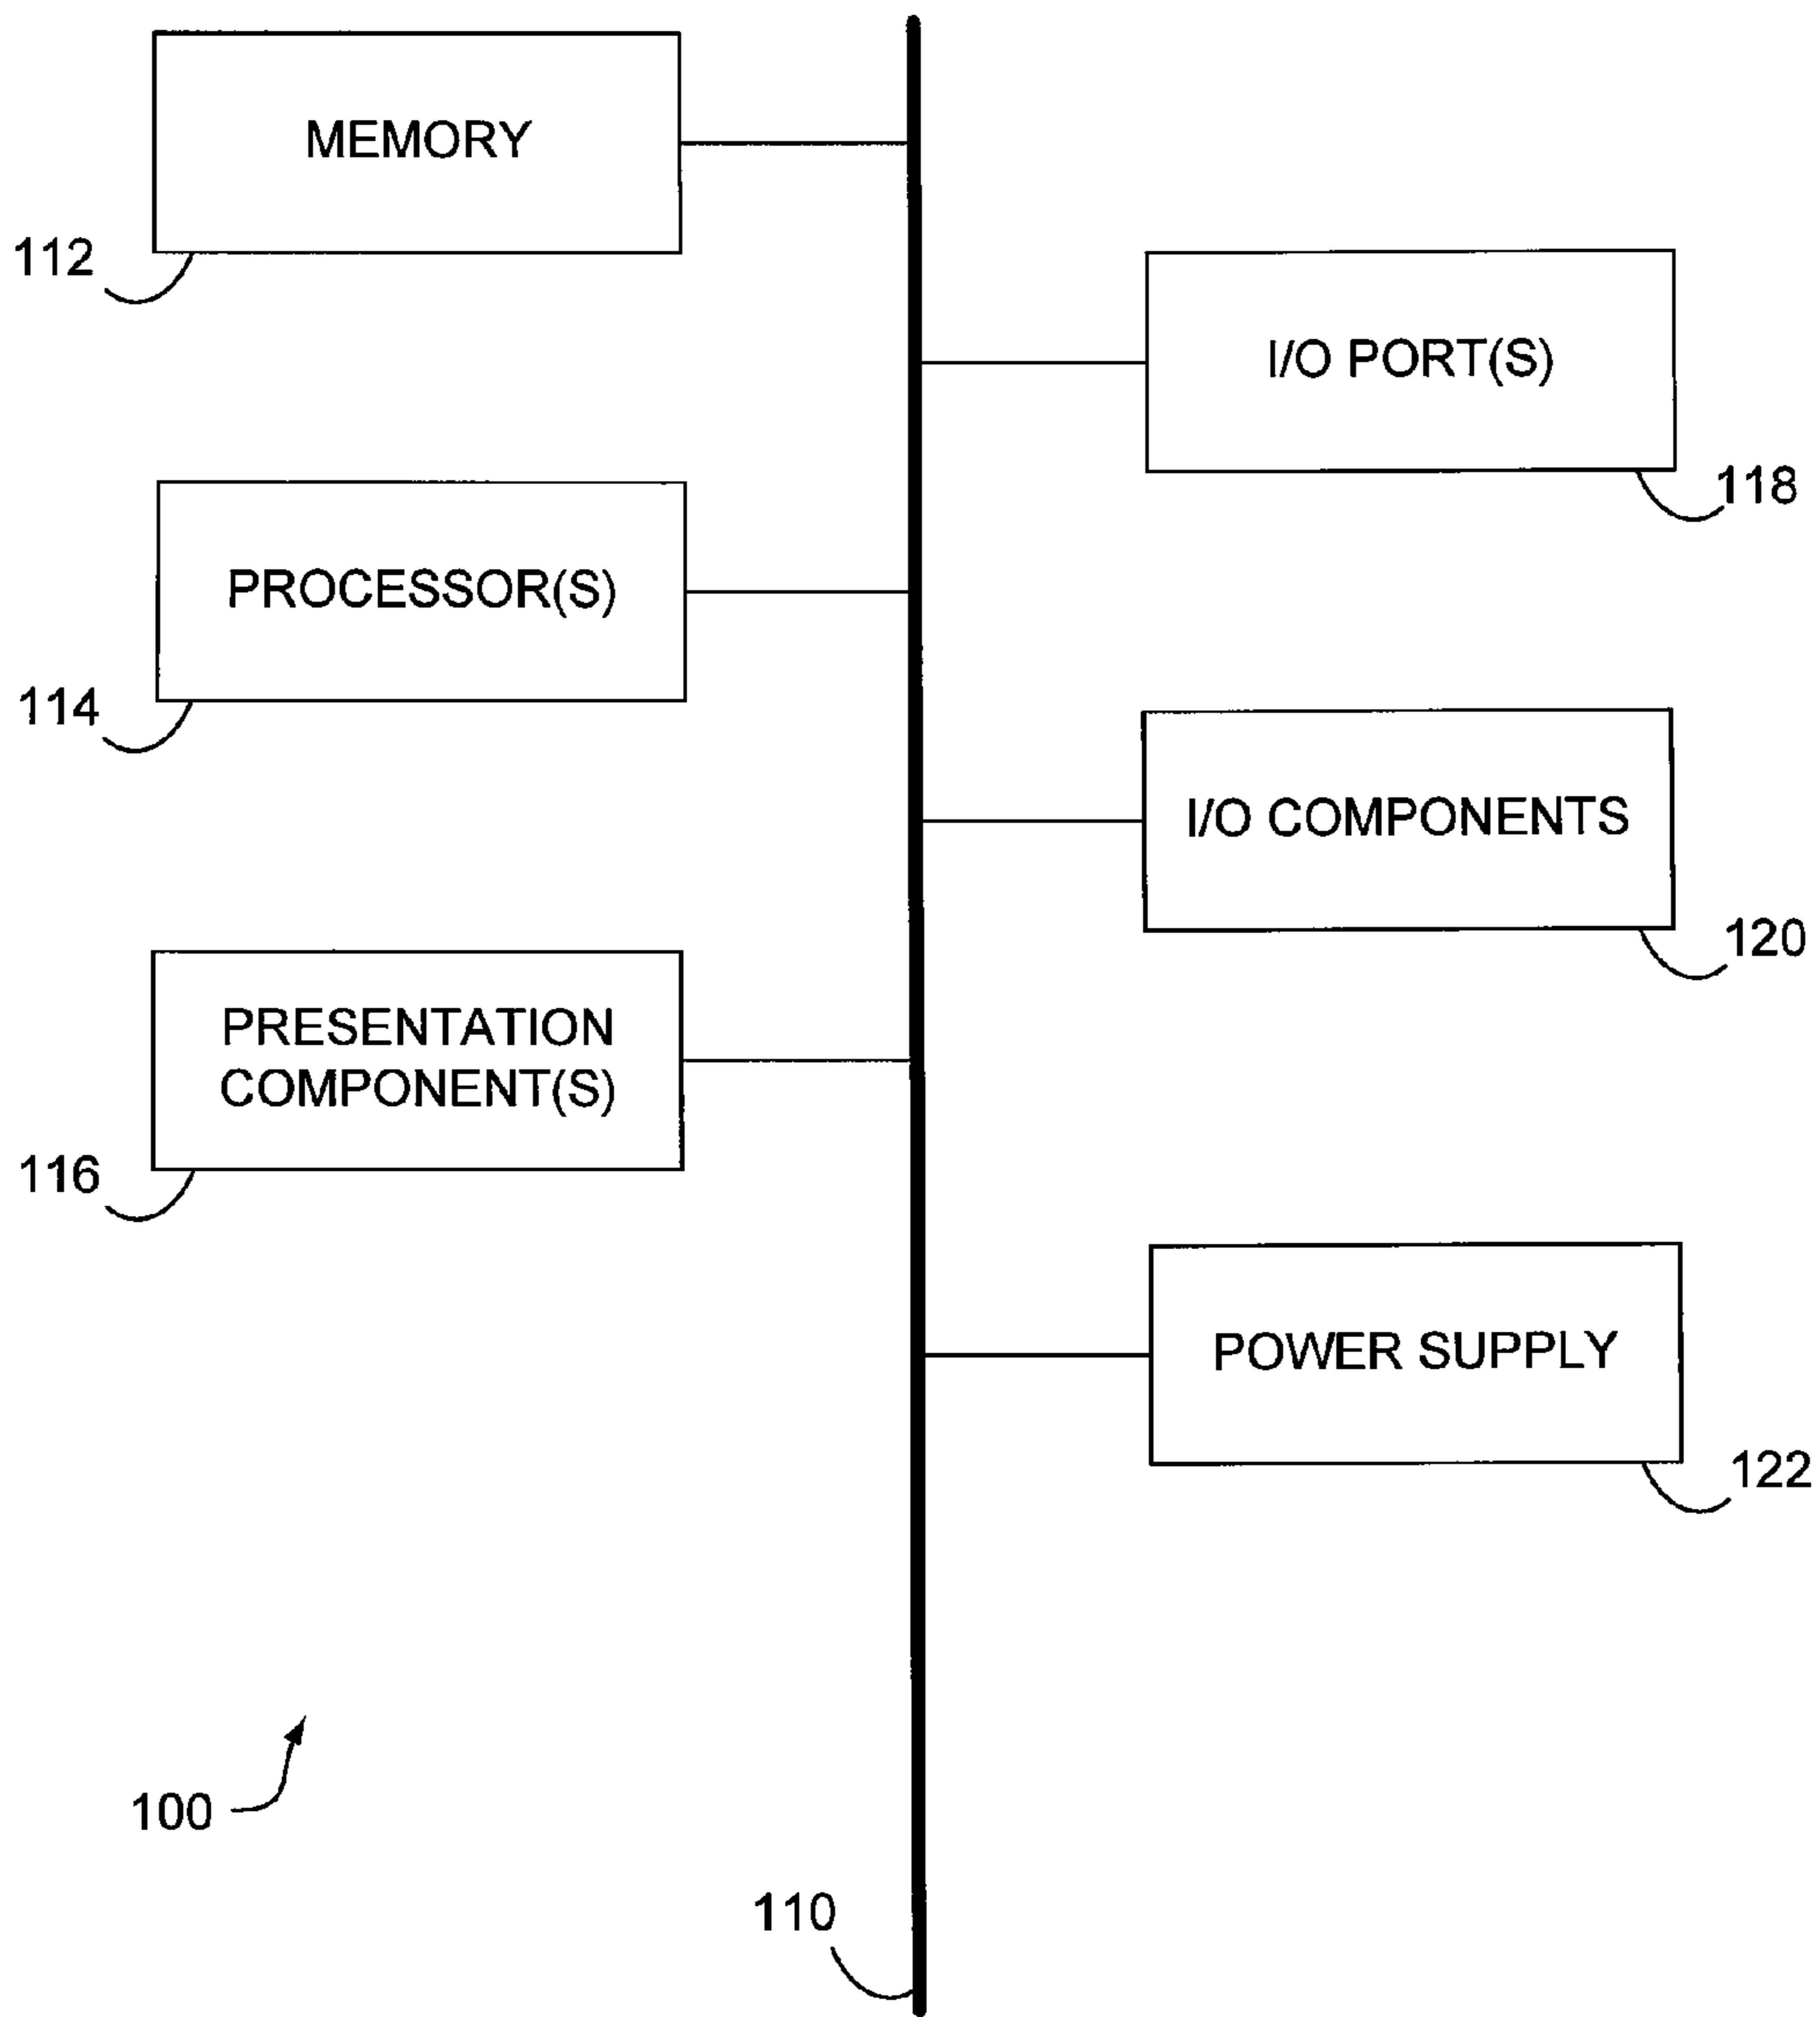 MEMORY
112
I/O PORT(S)
118
PROCESSOR(S)
114
I/O COMPONENTS
120
PRESENTATION
COMPONENT(S)
116
POWER SUPPLY
122
100
110